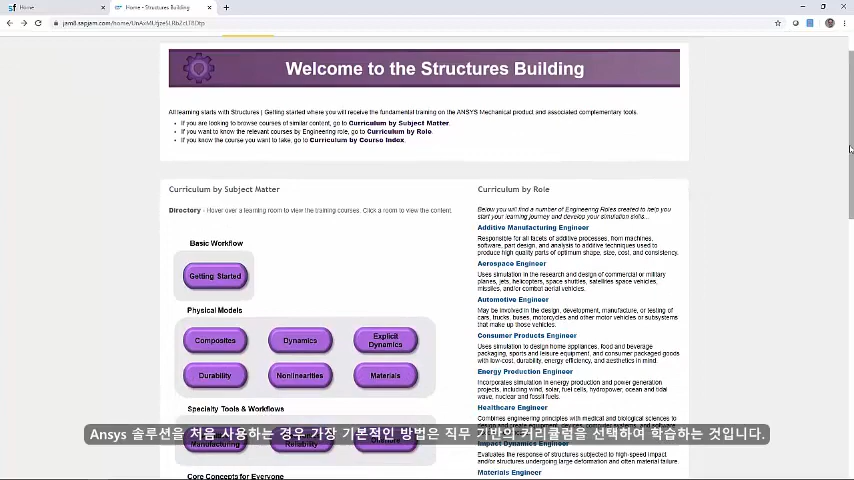 Home
Home - Structures Building
Welcome to the Structures Building
All learning starts with Structures | Getting started where you will receive the fundamental training on the ANSYS Mechanical product and associated complementary tools.
If you are looking to browse courses of similar content, go to Curriculum by Subject Matter.
If you want to know the relevant courses by Engineering role, go to Curriculum by Role.
If you know the course you want to take, go to Curriculum by Course Index.
Curriculum by Subject Matter
Directory - Hover over a learning room to view the training courses. Click a room to view the content.
Basic Workflow
Getting Started
Physical Models
Composites
Dynamics
Explicit Dynamics
Durability
Nonlinearities
Materials
Specialty Tools & Workflows
Manufacturing
Reliability
Core Concepts for Everyone
Curriculum by Role
Below you will find a number of Engineering Roles created to help you
start your learning journey and develop your simulation skills...
Additive Manufacturing Engineer
Responsible for all facets of additive processes, from machines,
software, part design, and analysis to additive techniques used to
produce high quality parts of optimum shape, size, cost, and consistency.
Aerospace Engineer
Uses simulation in the research and design of commercial or military
planes, jets, helicopters, space shuttles, satellites space vehicles,
missiles, and/or combat aerial vehicles.
Automotive Engineer
May be involved in the design, development, manufacture, or testing of
cars, trucks, buses, motorcycles and other motor vehicles or subsystems
that make up those vehicles.
Consumer Products Engineer
Uses simulation to design home appliances, food and beverage
packaging, sports and leisure equipment, and consumer packaged goods
with low-cost, durability, energy efficiency, and aesthetics in mind.
Energy Production Engineer
Incorporates simulation in energy production and power generation
projects, including wind, solar, fuel cells, hydropower, ocean and tidal
wave, nuclear and fossil fuels.
Healthcare Engineer
Combines engineering principles with medical and biological sciences to
Impact Dynamics Engineer
Evaluates the response of structures subjected to high-speed impact
and/or structures undergoing large deformation and often material failure.
Materials Engineer
Ansys 솔루션을 처음 사용하는 경우 가장 기본적인 방법은 직무 기반의 커리큘럼을 선택하여 학습하는 것입니다.